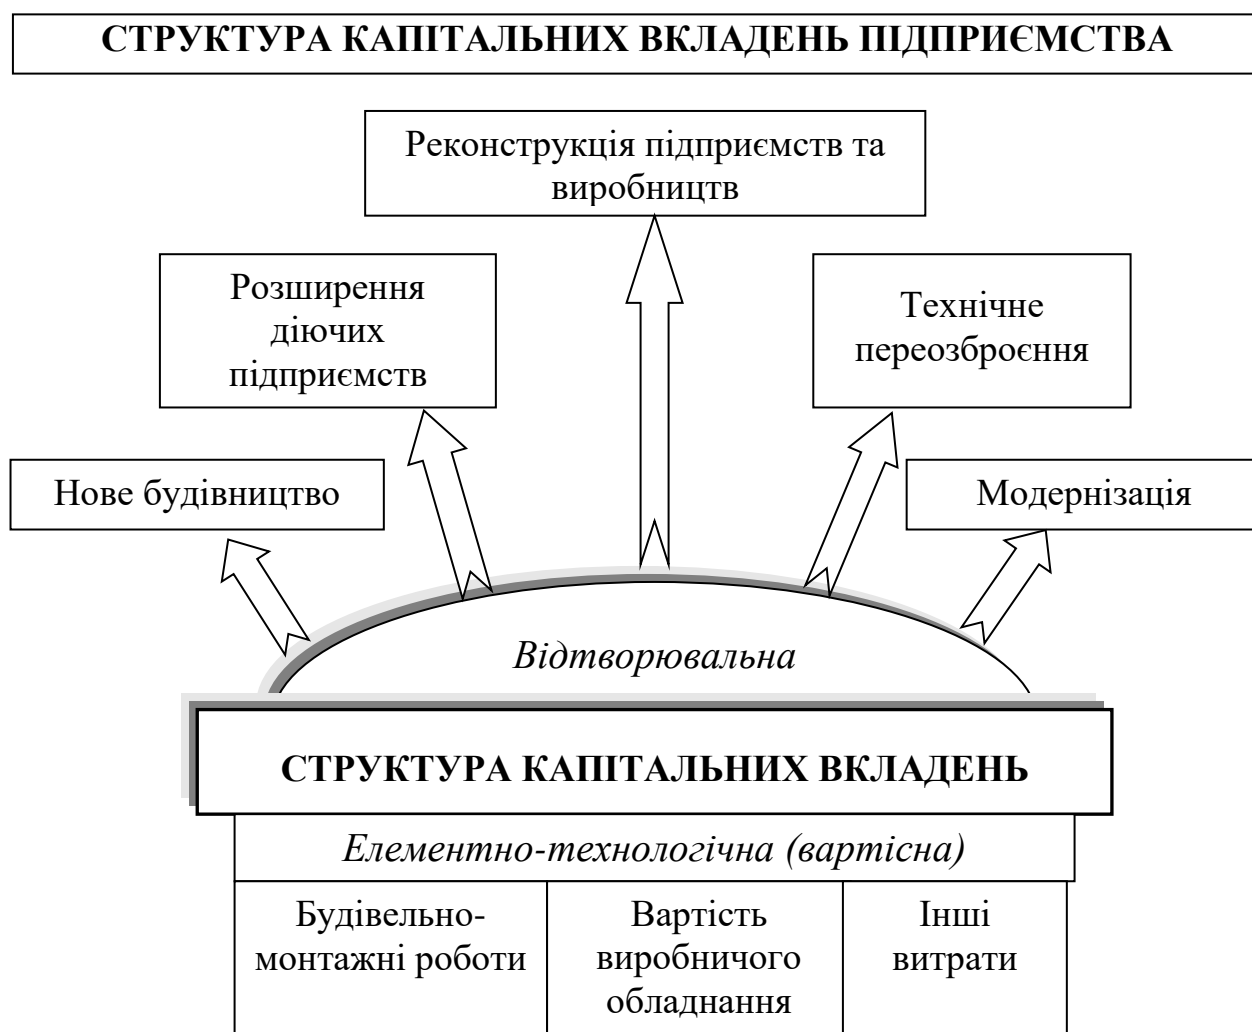 СТРУКТУРА КАПІТАЛЬНИХ ВКЛАДЕНЬ ПІДПРИЄМСТВА
Реконструкція підприємств та
виробництв
Розширення
діючих
підприємств
Технічне
переозброєння
Нове будівництво
Модернізація
Відтворювальна
СТРУКТУРА КАПІТАЛЬНИХ ВКЛАДЕНЬ
Елементно-технологічна (вартісна)
Будівельно-
монтажні роботи
Вартість
виробничого
обладнання
Інші
витрати